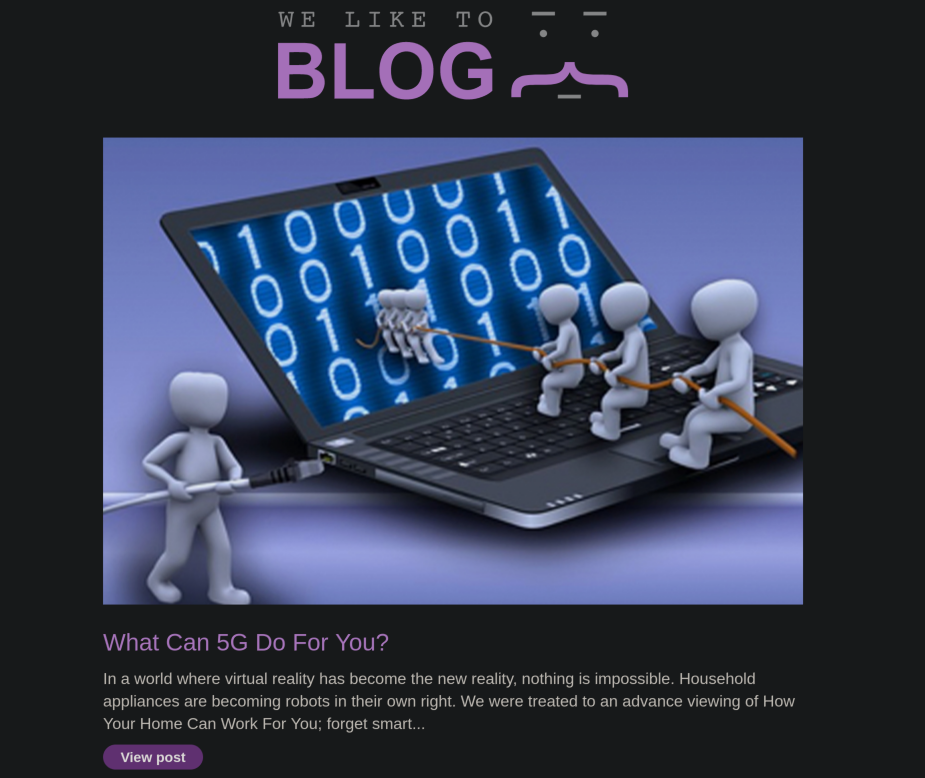 WE LIKE TO
BLOG
What Can 5G Do For You?
In a world where virtual reality has become the new reality, nothing is impossible. Household
appliances are becoming robots in their own right. We were treated to an advance viewing of How
Your Home Can Work For You; forget smart...
View post